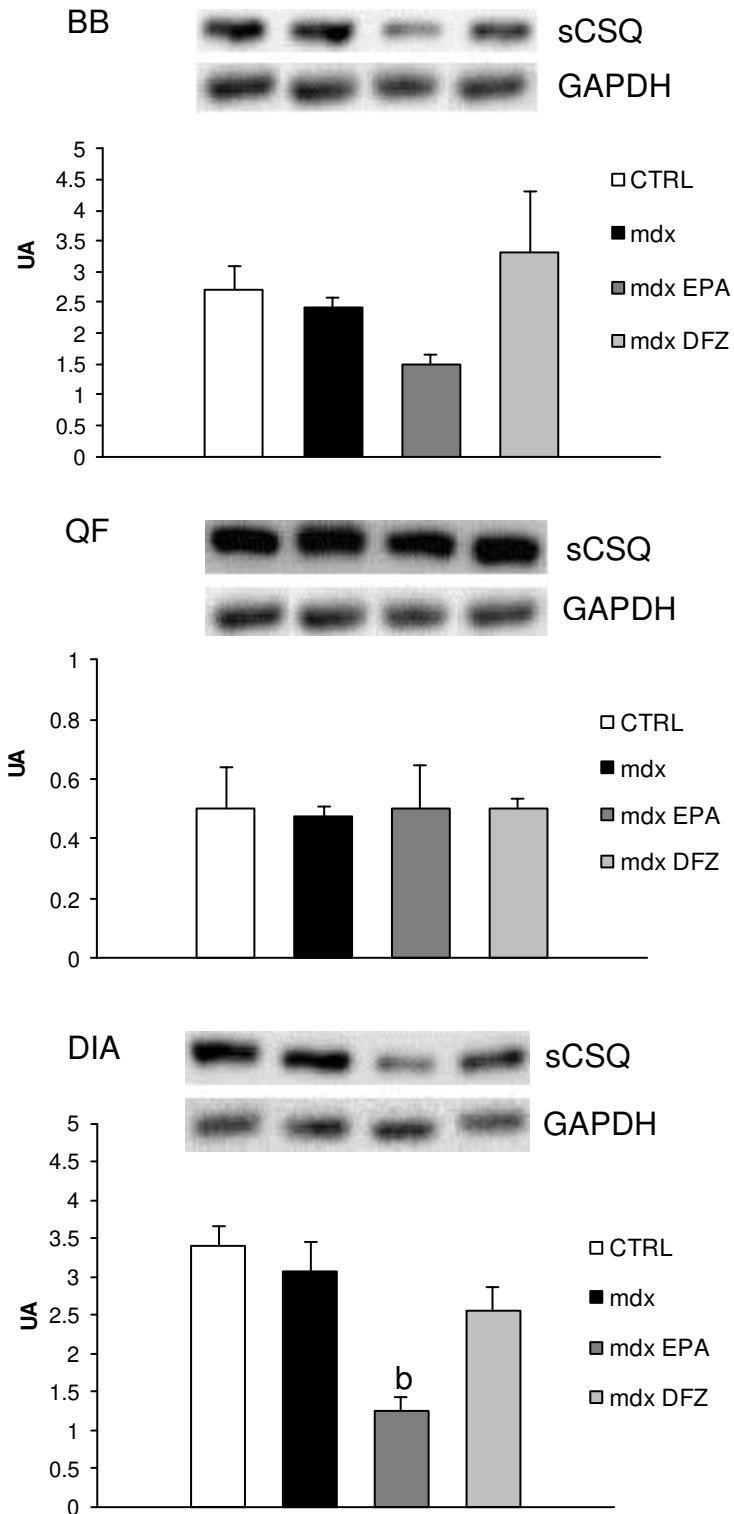 BB
sCSQ
GAPDH
5
4.5
4
3.5
3
2.5
2
1.5
1
0.5
0
UA
CTRL
mdx
mdx EPA
mdx DFZ
QF
sCSQ
GAPDH
1
0.8
0.6
0.4
0.2
0
UA
CTRL
mdx
mdx EPA
mdx DFZ
DIA
sCSQ
GAPDH
5
4.5
4
3.5
3
2.5
2
1.5
1
0.5
0
UA
b
CTRL
mdx
mdx EPA
mdx DFZ